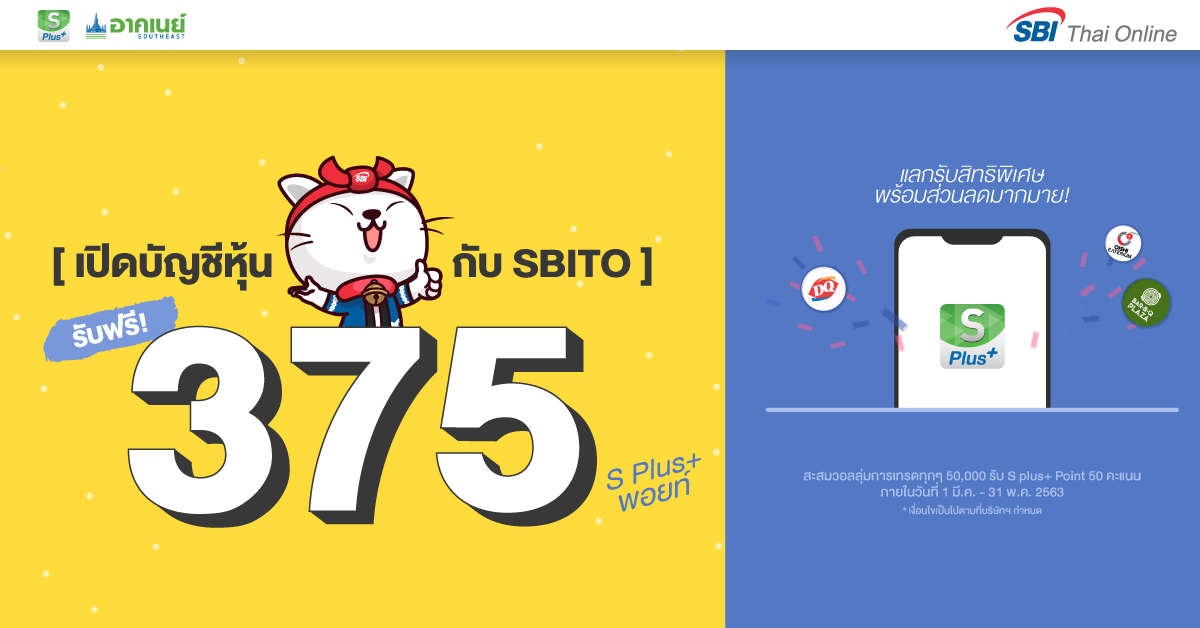 S
Plus+
อาคเนย์
SOUTHEAST
SBI Thai Online
SBI
[ เปิดบัญชีหุ้น กับ SBITO ]
รับฟรี!
375
S Plus+
พอยท์
แลกรับสิทธิพิเศษ
พร้อมส่วนลดมากมาย!
DQ
OISHI
EATERIUM
BAR-B-Q
PLAZA
S
Plus+
สะสมวอลลุ่มการเทรดทุกๆ 50,000 รับ S plus+ Point 50 คะแนน
ภายในวันที่ 1 มี.ค. - 31 พ.ค. 2563
* เงื่อนไขเป็นไปตามที่บริษัทฯ กำหนด